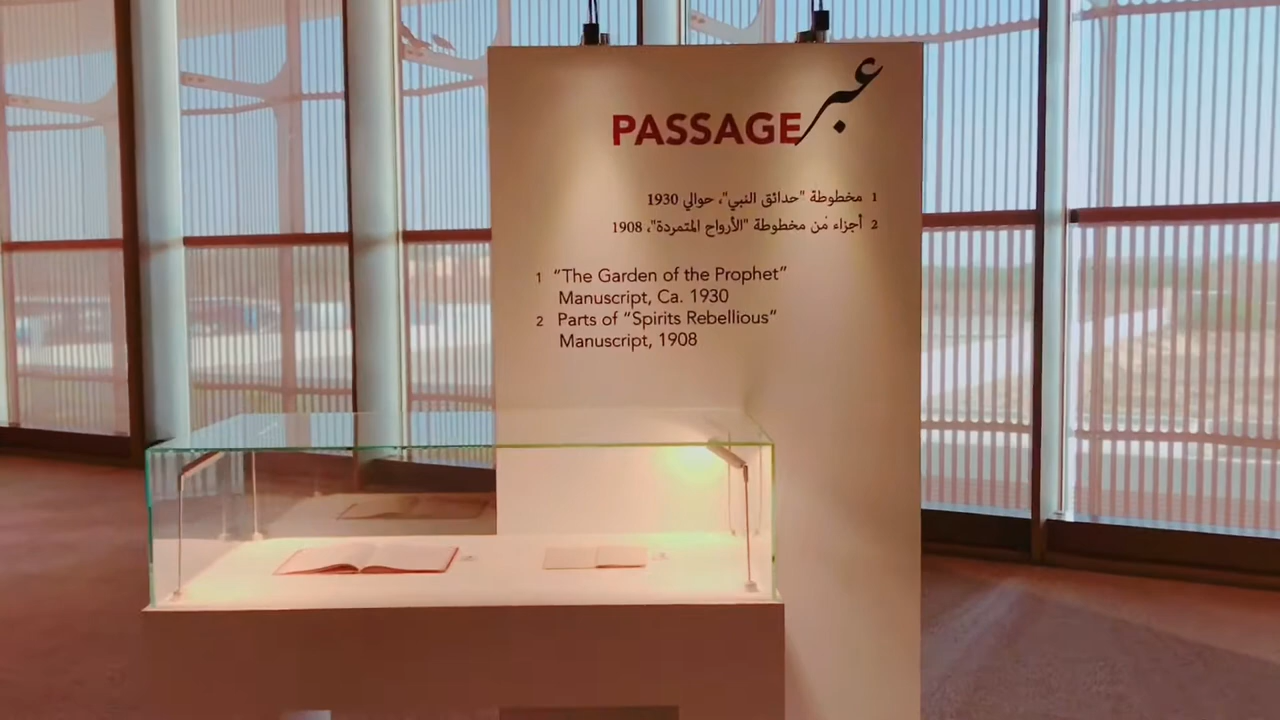 PASSAGE عبر
1 مخطوطة "حدائق النبي"، حوالي 1930
2 أجزاء من مخطوطة "الأرواح المتمردة"، 1908
1 “The Garden of the Prophet”
Manuscript, Ca. 1930
2 Parts of “Spirits Rebellious”
Manuscript, 1908